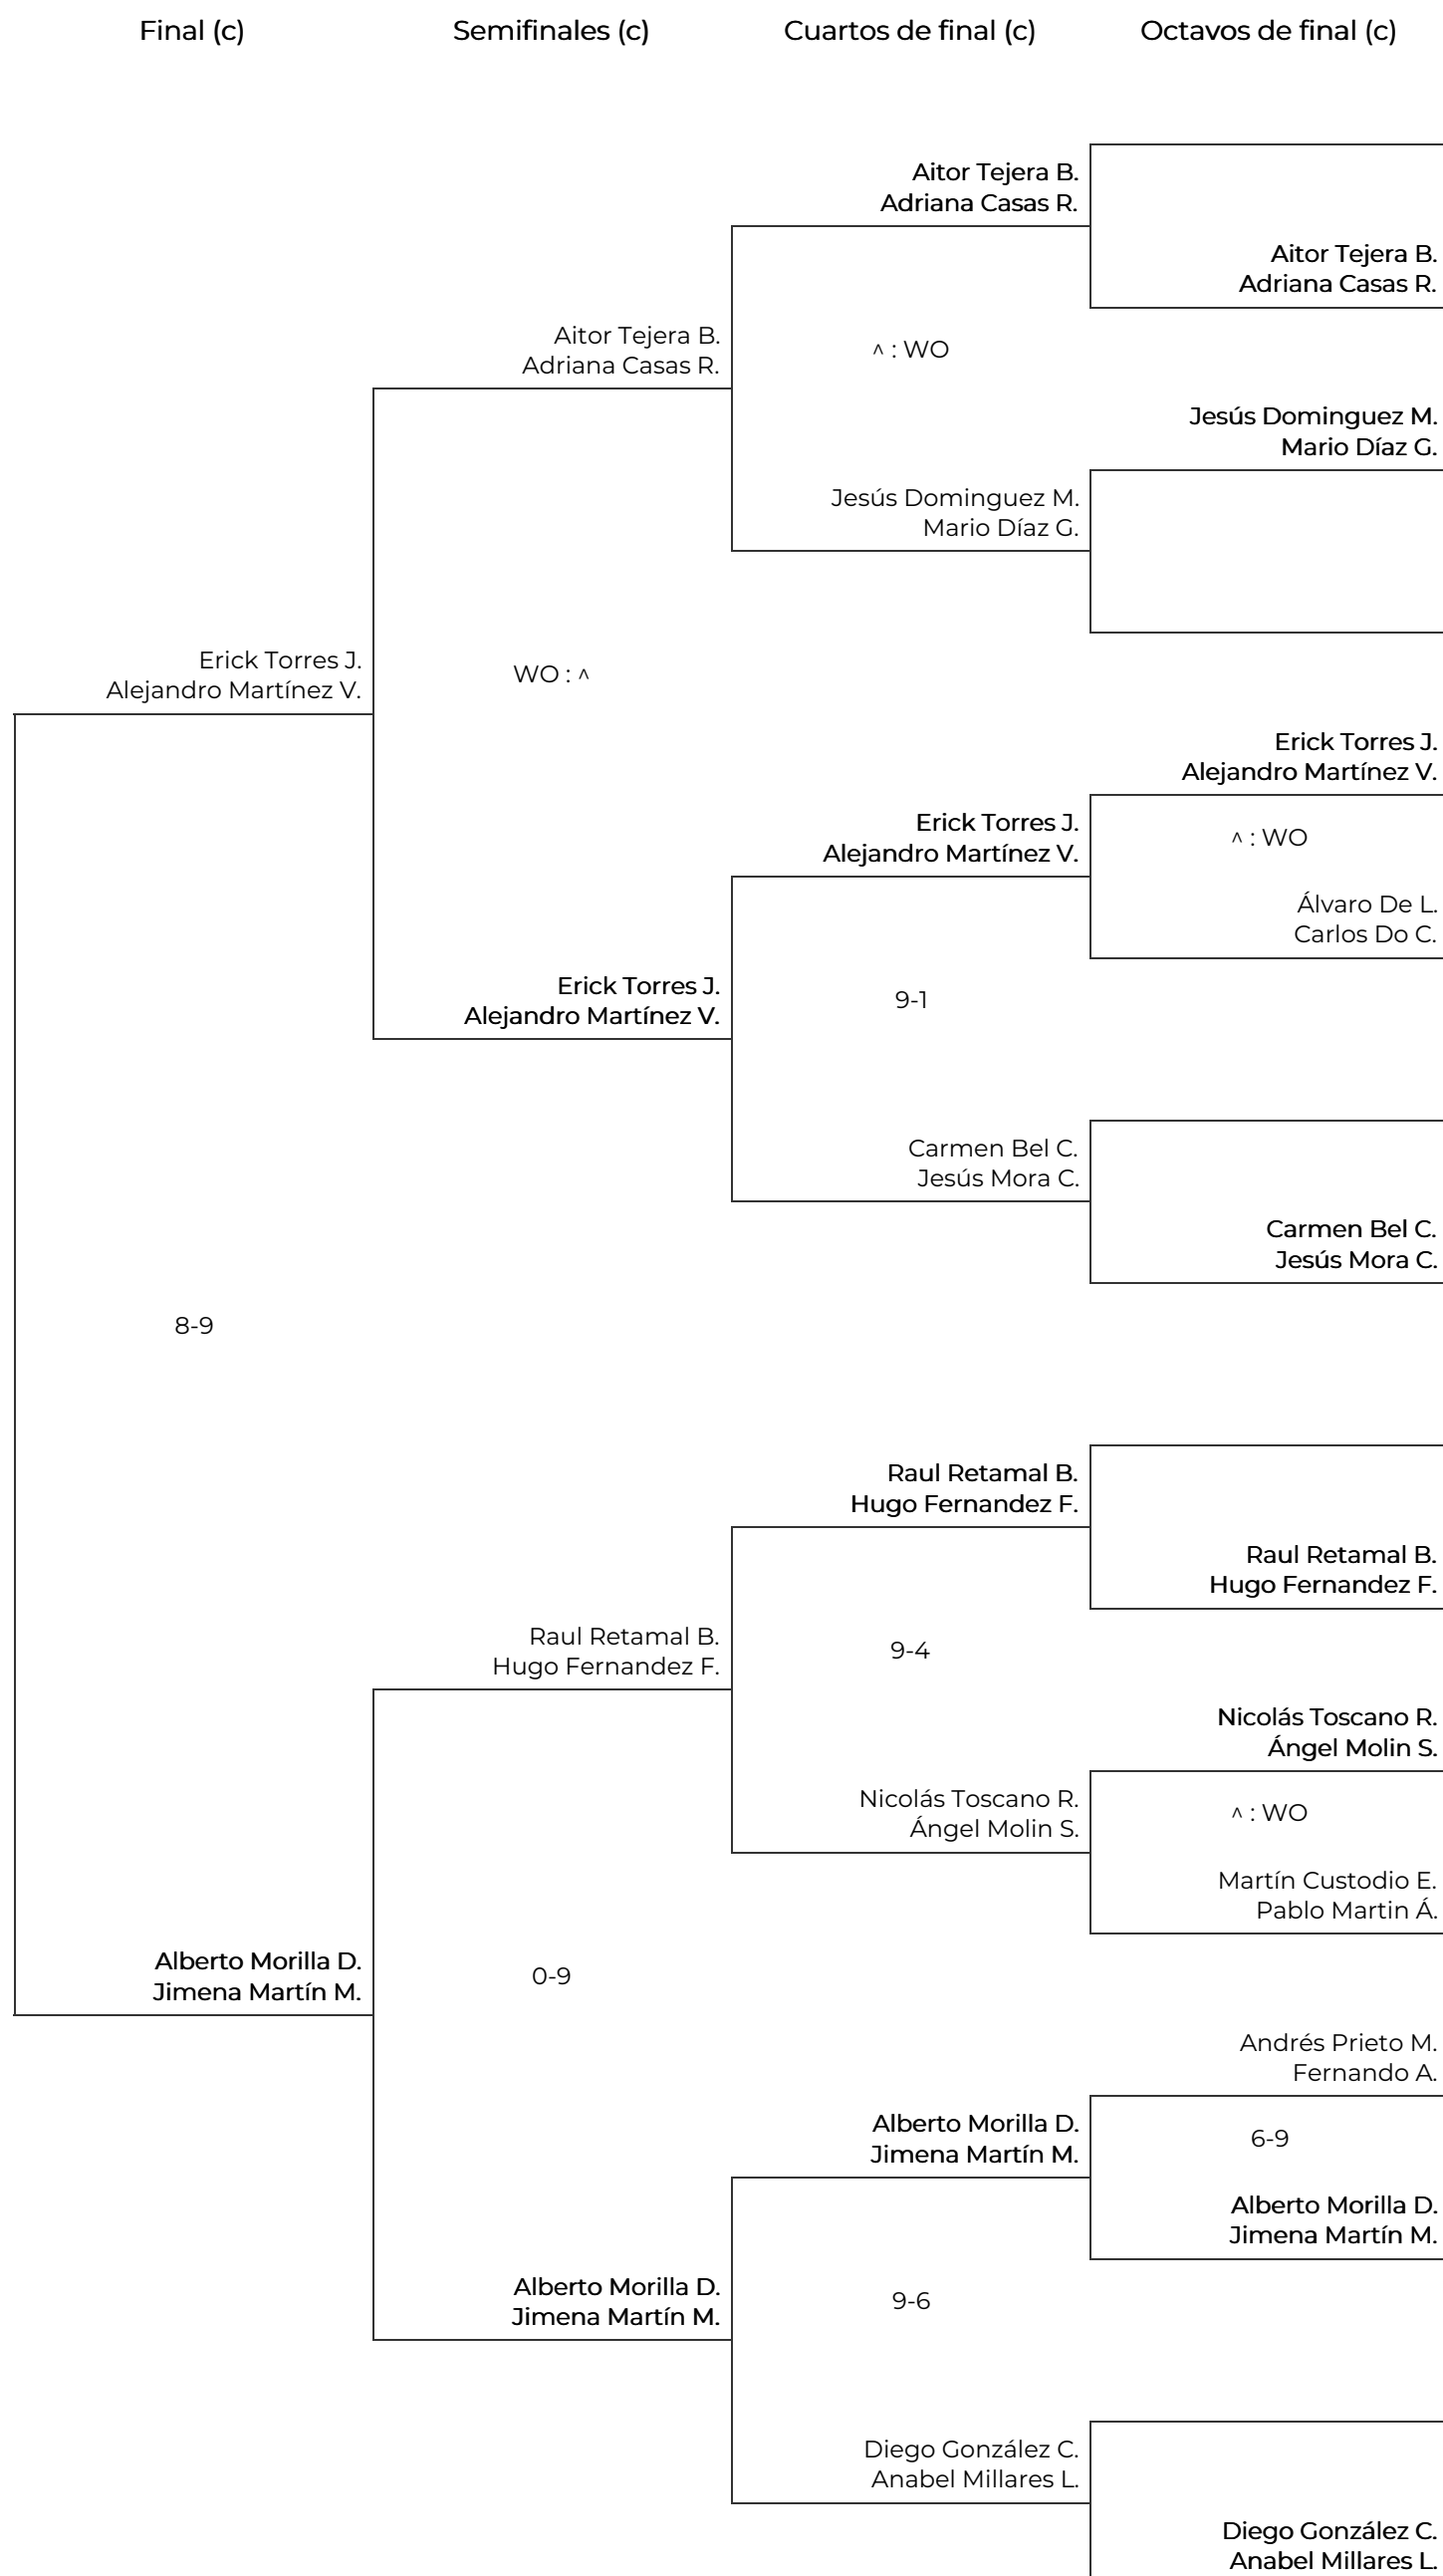 Final (c)
Semifinales (c)
Cuartos de final (c)
Octavos de final (c)
Aitor Tejera B.
Adriana Casas R.
Aitor Tejera B.
Adriana Casas R.
Aitor Tejera B.
Adriana Casas R.
^ : WO
Jesús Dominguez M.
Mario Díaz G.
Jesús Dominguez M.
Mario Díaz G.
Erick Torres J.
Alejandro Martínez V.
WO : ^
Erick Torres J.
Alejandro Martínez V.
Erick Torres J.
Alejandro Martínez V.
^ : WO
Álvaro De L.
Carlos Do C.
Erick Torres J.
Alejandro Martínez V.
9-1
Carmen Bel C.
Jesús Mora C.
Carmen Bel C.
Jesús Mora C.
8-9
Raul Retamal B.
Hugo Fernandez F.
Raul Retamal B.
Hugo Fernandez F.
Raul Retamal B.
Hugo Fernandez F.
9-4
Nicolás Toscano R.
Ángel Molin S.
Nicolás Toscano R.
Ángel Molin S.
^ : WO
Martín Custodio E.
Pablo Martin Á.
Alberto Morilla D.
Jimena Martín M.
0-9
Andrés Prieto M.
Fernando A.
Alberto Morilla D.
Jimena Martín M.
6-9
Alberto Morilla D.
Jimena Martín M.
Alberto Morilla D.
Jimena Martín M.
9-6
Diego González C.
Anabel Millares L.
Diego González C.
Anabel Millares L.